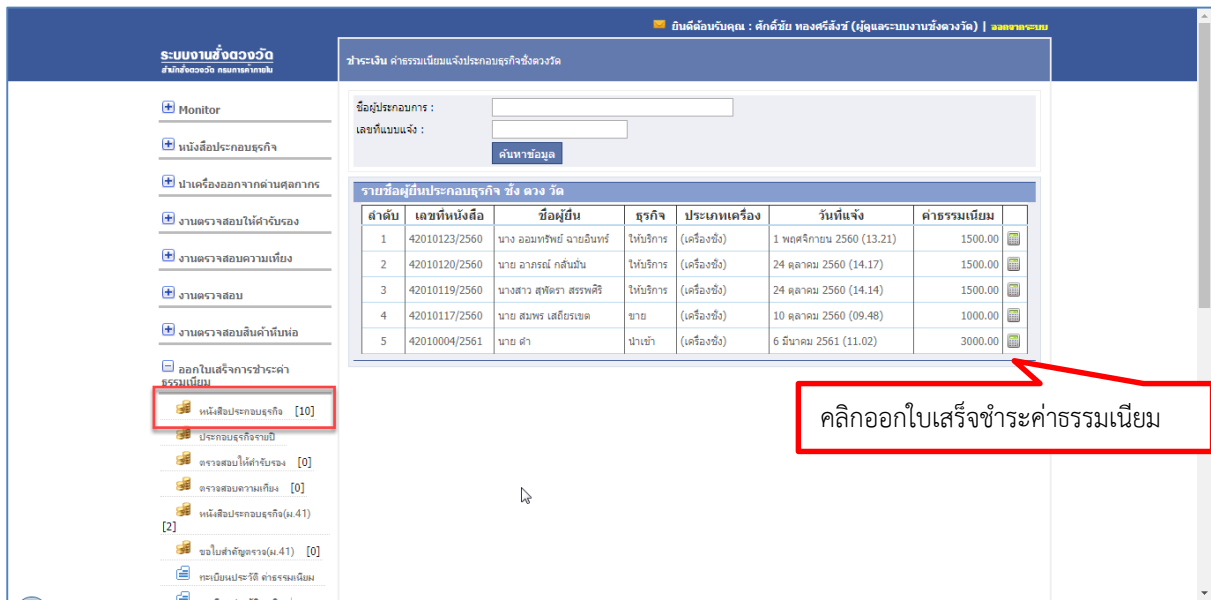 ยินดีต้อนรับคุณ : ศักดิ์ชัย ทองศรีสังข์ (ผู้ดูแลระบบงานชั่งตวงวัด) | ออกจากระบบ
ระบบงานชั่งตวงวัด
สำนักชั่งตวงวัด กรมการค้าภายใน
ชำระเงิน ค่าธรรมเนียมแจ้งประกอบธุรกิจชั่งตวงวัด
Monitor
หนังสือประกอบธุรกิจ
นำเครื่องออกจากด่านศุลกากร
งานตรวจสอบให้คำรับรอง
งานตรวจสอบความเที่ยง
งานตรวจสอบ
งานตรวจสอบสินค้าหีบห่อ
ออกใบเสร็จการชำระค่า
ธรรมเนียม
หนังสือประกอบธุรกิจ [10]
ประกอบธุรกิจรายปี
ตรวจสอบให้คำรับรอง [0]
ตรวจสอบความเที่ยง [0]
หนังสือประกอบธุรกิจ(ม.41)
[2]
ขอใบสำคัญตรวจ(ม.41) [0]
ทะเบียนประวัติ ค่าธรรมเนียม
ชื่อผู้ประกอบการ :
เลขที่แบบแจ้ง :
ค้นหาข้อมูล
รายชื่อผู้ยื่นประกอบธุรกิจ ชั่ง ตวง วัด
ลำดับ เลขที่หนังสือ ชื่อผู้ยื่น ธุรกิจ ประเภทเครื่อง วันที่แจ้ง ค่าธรรมเนียม
1 42010123/2560 นาง ออมทรัพย์ ฉายอินทร์ ให้บริการ (เครื่องชั่ง) 1 พฤศจิกายน 2560 (13.21) 1500.00
2 42010120/2560 นาย อาภรณ์ กลั่นมั่น ให้บริการ (เครื่องชั่ง) 24 ตุลาคม 2560 (14.17) 1500.00
3 42010119/2560 นางสาว สุพัตรา สรรพศิริ ให้บริการ (เครื่องชั่ง) 24 ตุลาคม 2560 (14.14) 1500.00
4 42010117/2560 นาย สมพร เสถียรเขต ขาย (เครื่องชั่ง) 10 ตุลาคม 2560 (09.48) 1000.00
5 42010004/2561 นาย ดำ นำเข้า (เครื่องชั่ง) 6 มีนาคม 2561 (11.02) 3000.00
คลิกออกใบเสร็จชำระค่าธรรมเนียม